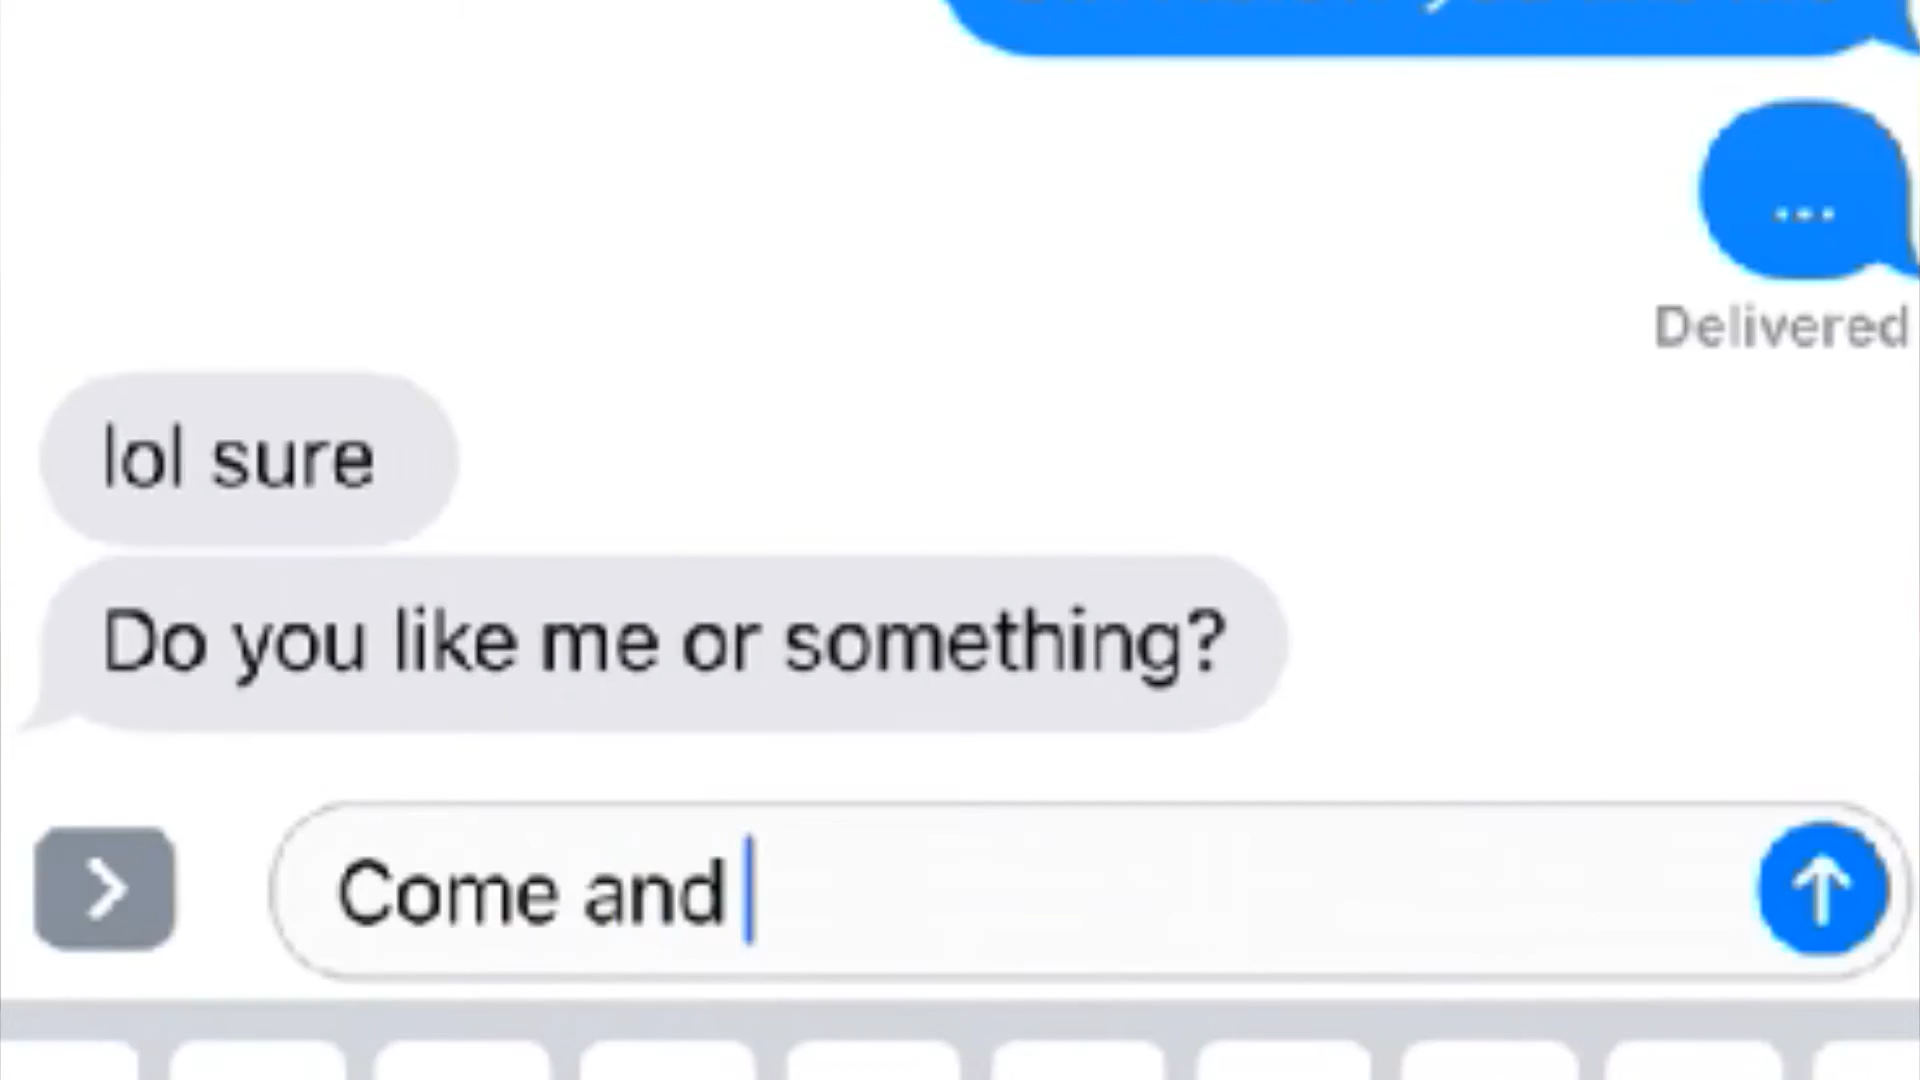 ...
Delivered
lol sure
Do you like me or something?
Come and